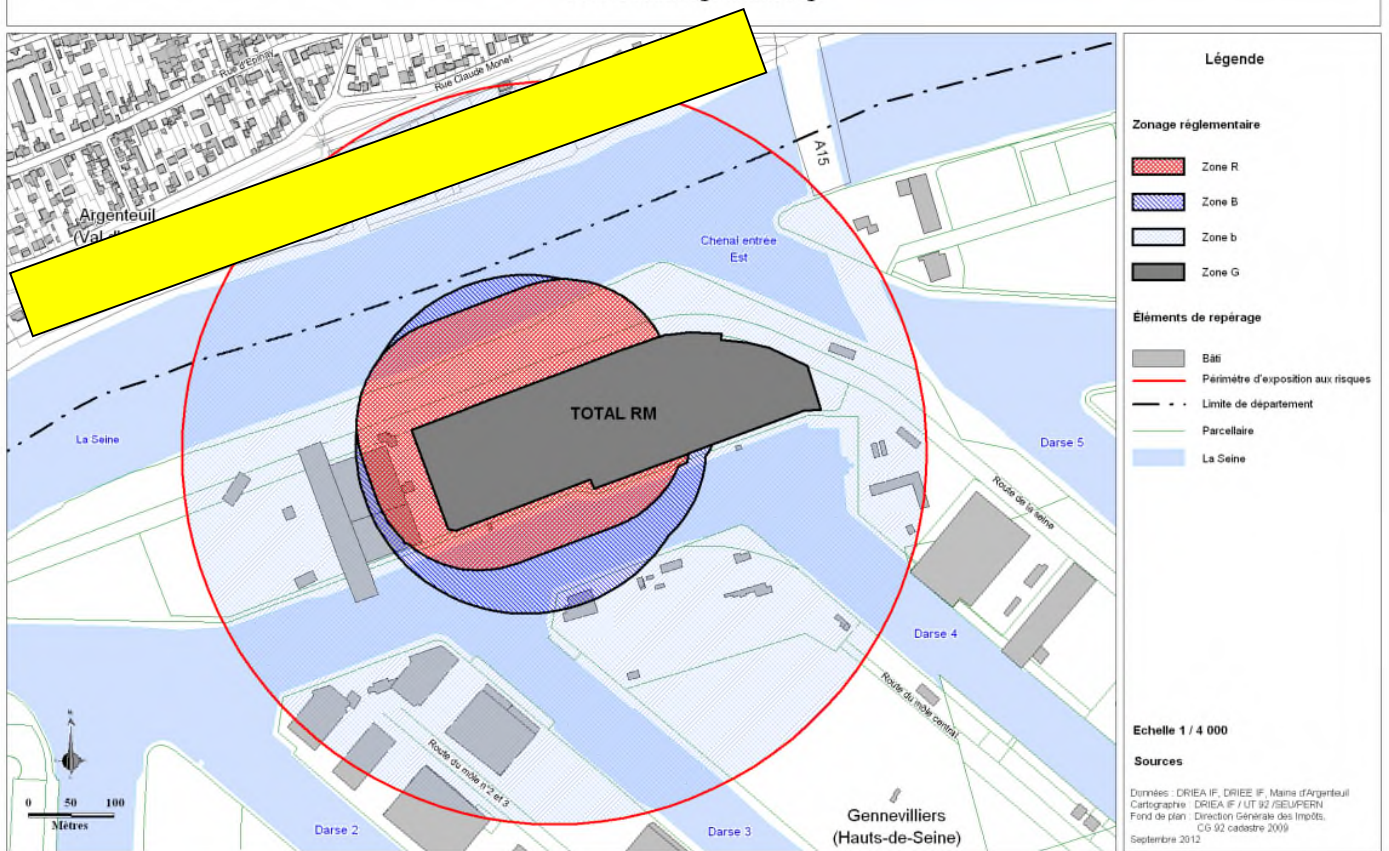 Rue d'Epinay
Rue Claude Monet
A15
Argenteuil
Chenal entrée
Est
La Seine
TOTAL RM
Darse 5
Route de la seine
Darse 4
Route du môle central
Route du môle n°2 et 3
Darse 2
Darse 3
Gennevilliers
(Hauts-de-Seine)
N
0 50 100
Mètres
Légende
Zonage réglementaire
Zone R
Zone B
Zone b
Zone G
Éléments de repérage
Bâti
Périmètre d'exposition aux risques
Limite de département
Parcellaire
La Seine
Echelle 1 / 4 000
Sources
Données : DRIEA IF, DRIEE IF, Mairie d'Argenteuil
Cartographie : DRIEA IF / UT 92 /SEU/PERN
Fond de plan : Direction Générale des Impôts,
CG 92 cadastre 2009
Septembre 2012